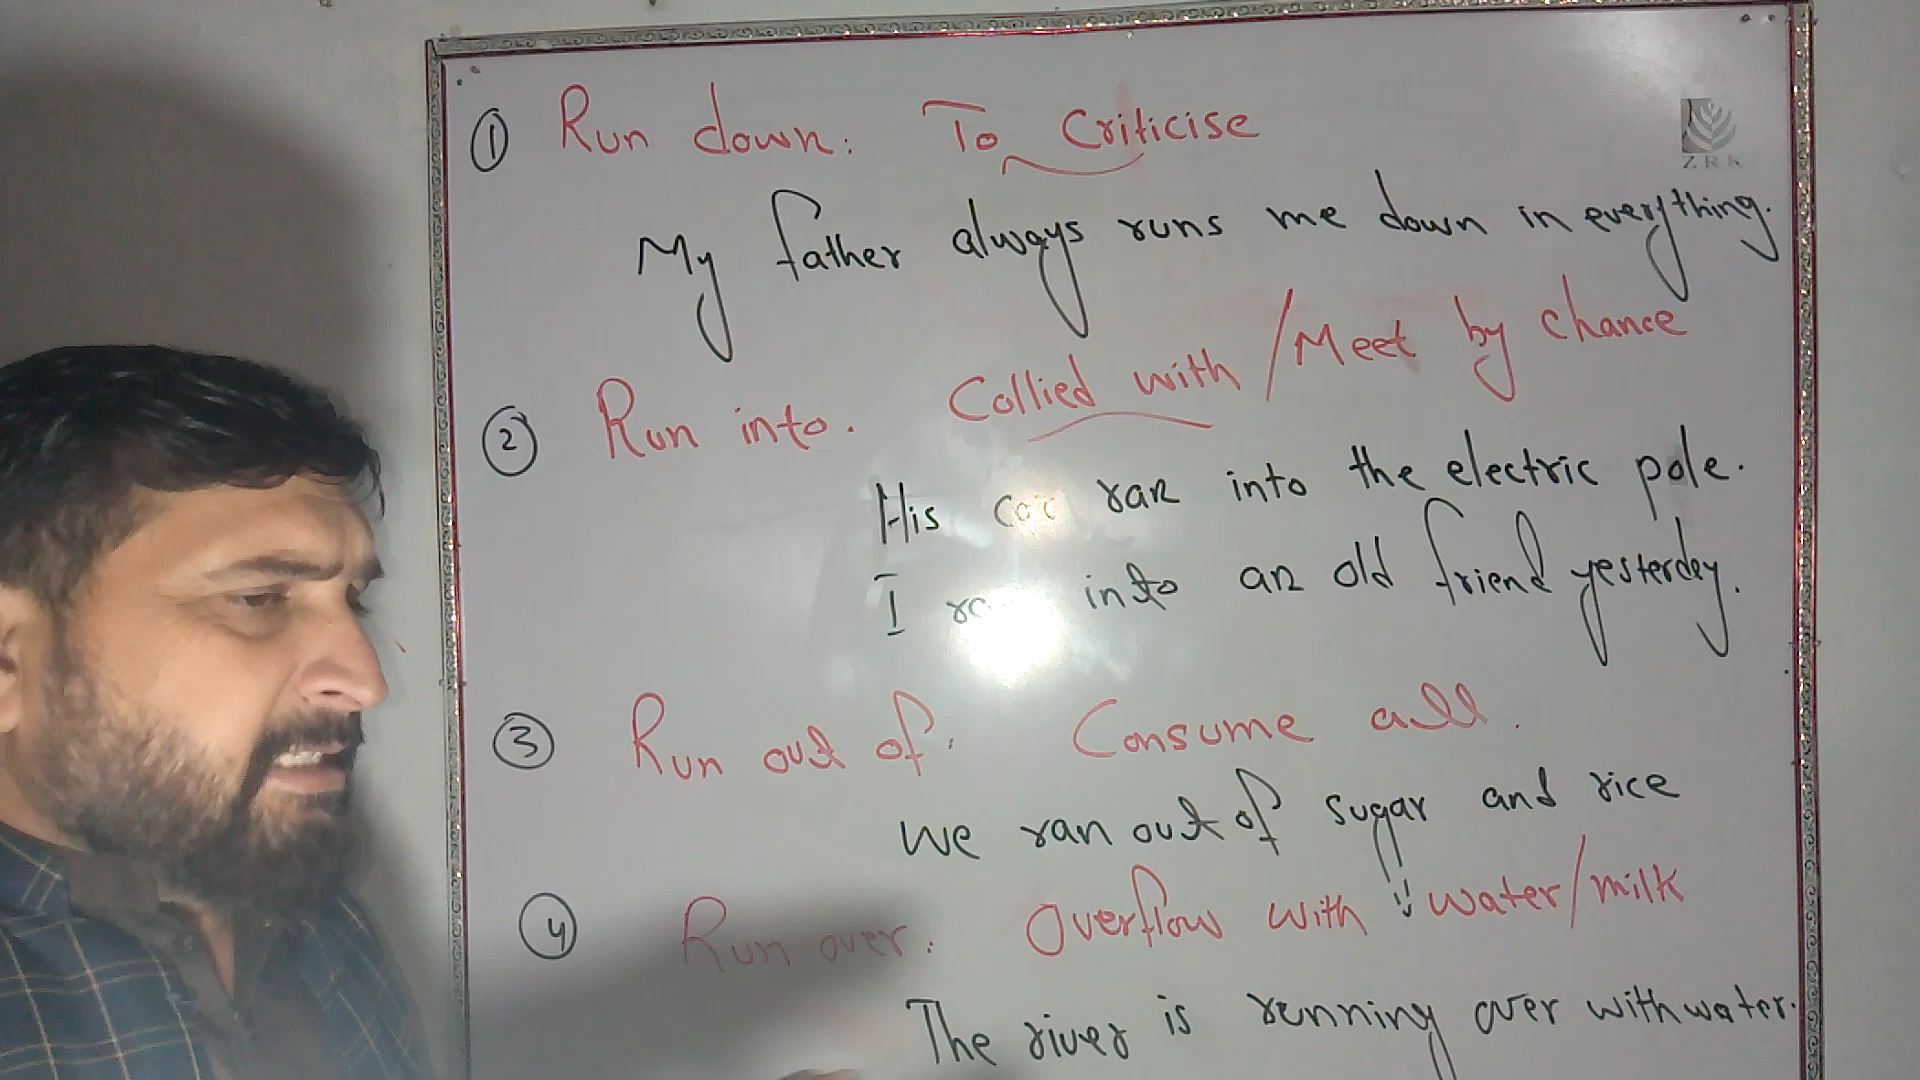 ① Run down: To Criticise
ZRK
My father always runs me down in everything.
② Run into. Collied with / Meet by chance
His car ran into the electric pole.
I into an old friend yesterday.
③ Run out of: Consume all.
We ran out of sugar and rice
④ Run over: Overflow with water/milk
The river is running over with water.